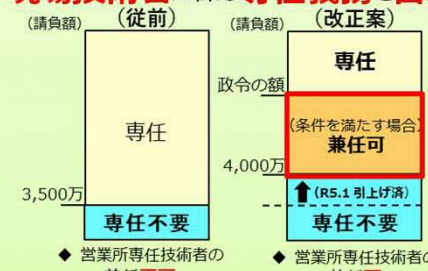 (従前)
(改正案)
(請負額)
(請負額)
専任
3,500万
専任不要
専任
政令の額
(条件を満たす場合)
兼任可
4,000万
(R5.1 引上げ済)
専任不要
◆ 営業所専任技術者の
◆ 営業所専任技術者の